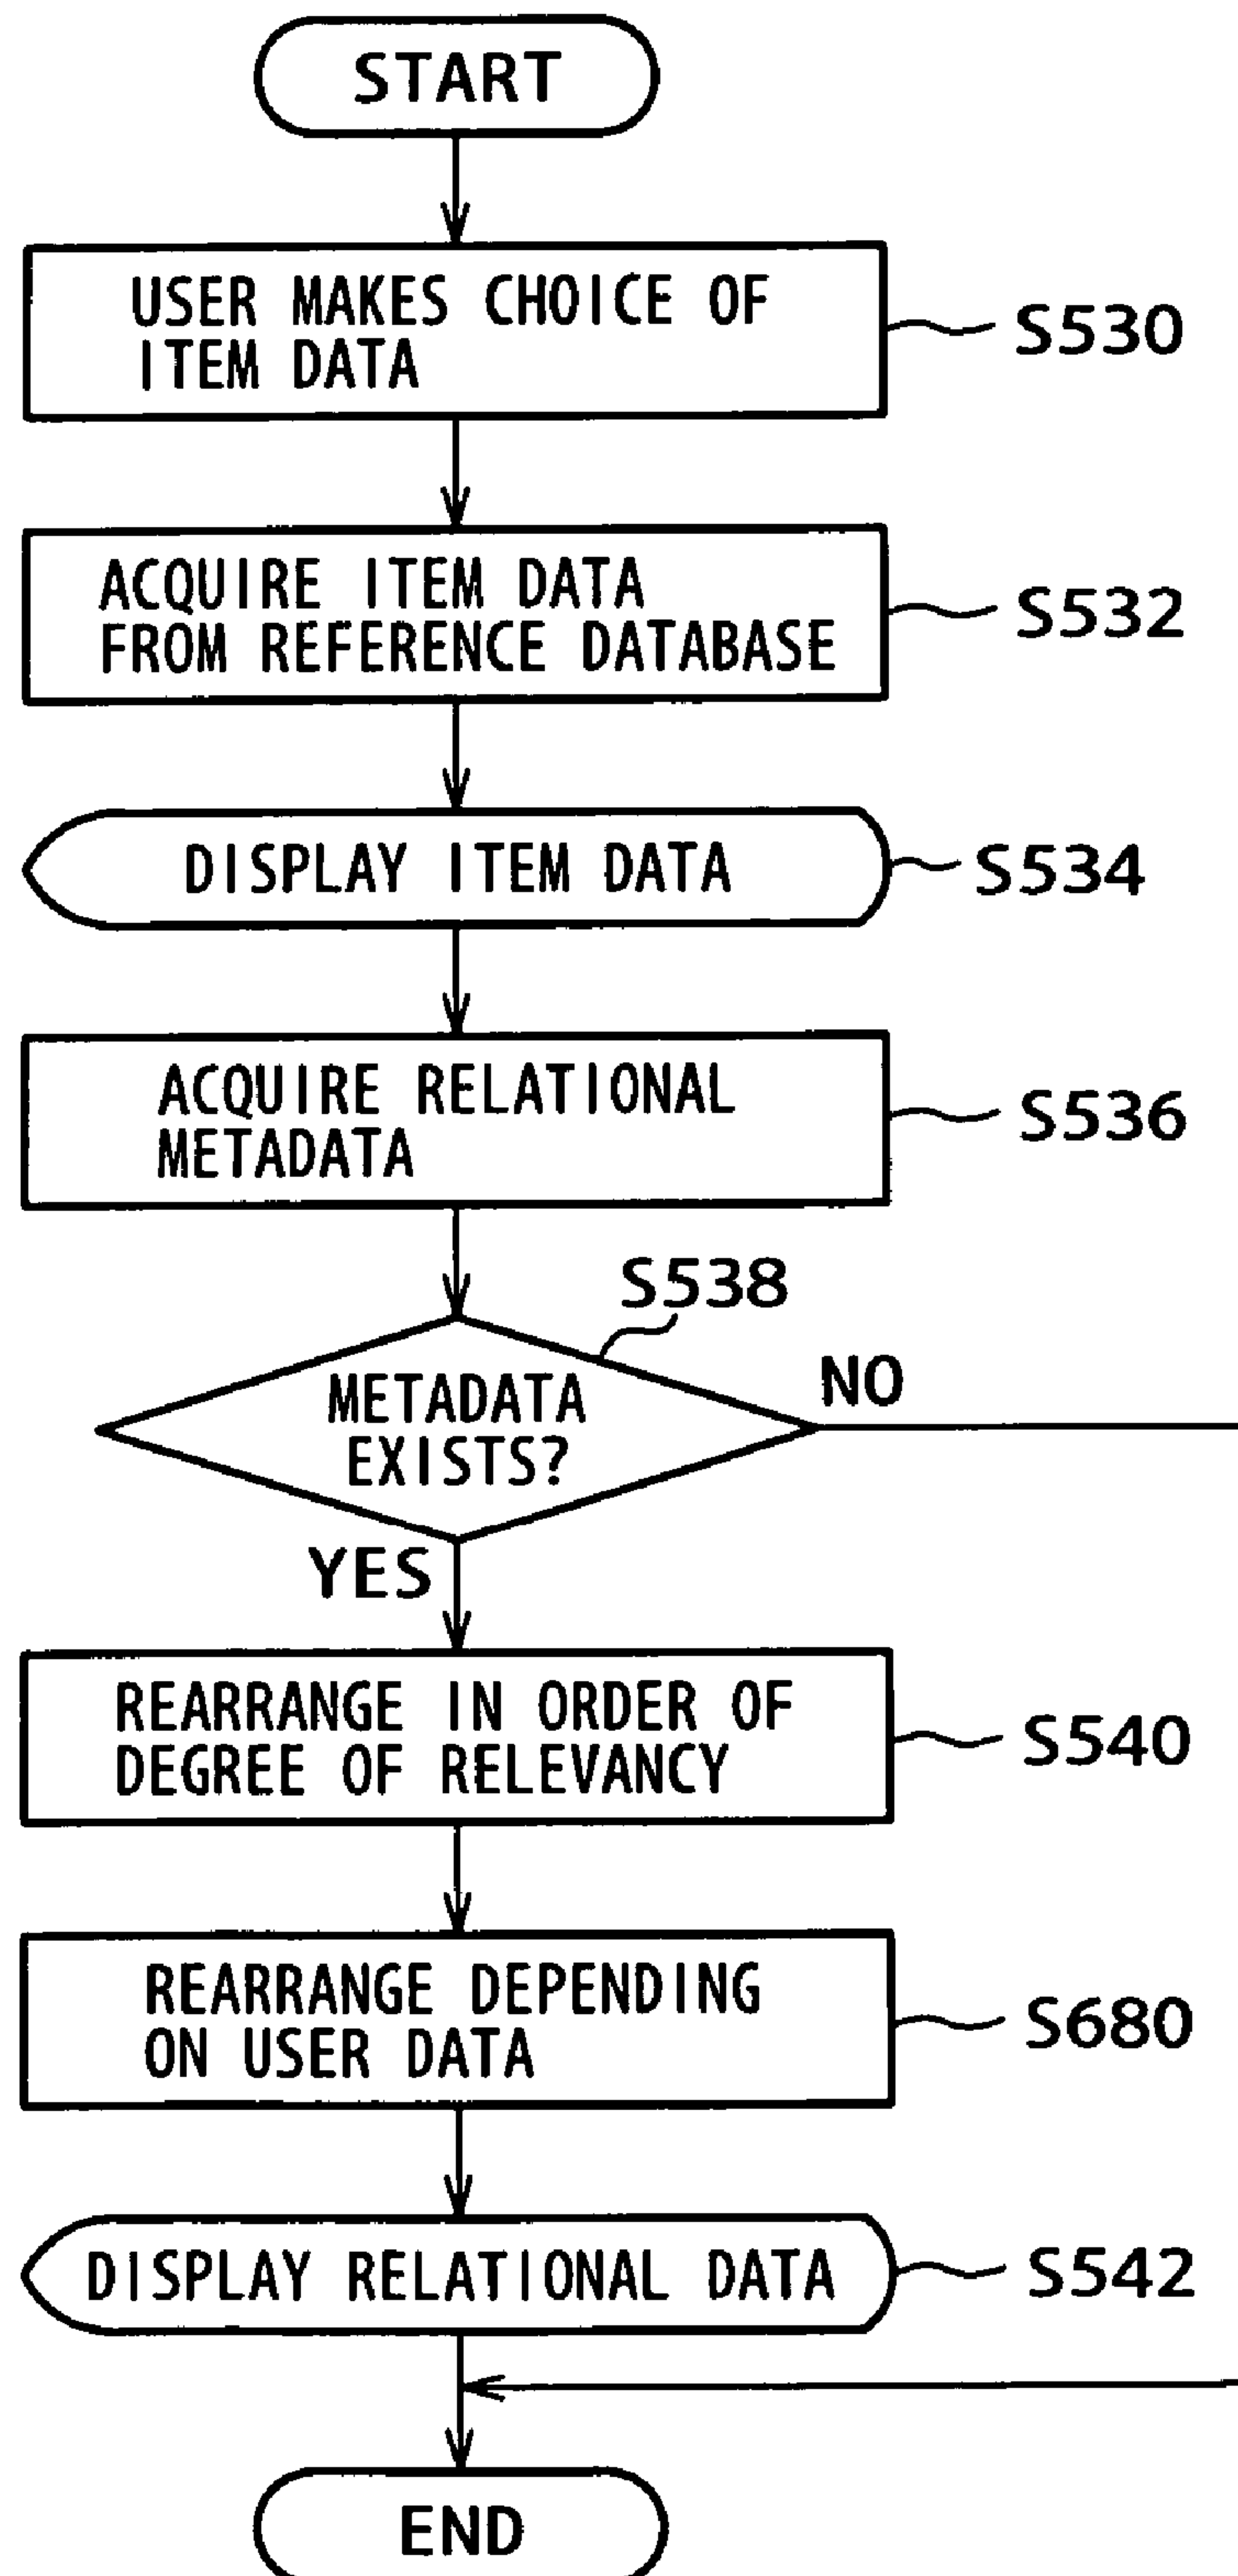 START
USER MAKES CHOICE OF
ITEM DATA
S530
ACQUIRE ITEM DATA
FROM REFERENCE DATABASE
S532
DISPLAY ITEM DATA
S534
ACQUIRE RELATIONAL
METADATA
S536
S538
METADATA
EXISTS?
NO
YES
REARRANGE IN ORDER OF
DEGREE OF RELEVANCY
S540
REARRANGE DEPENDING
ON USER DATA
S680
DISPLAY RELATIONAL DATA
S542
END